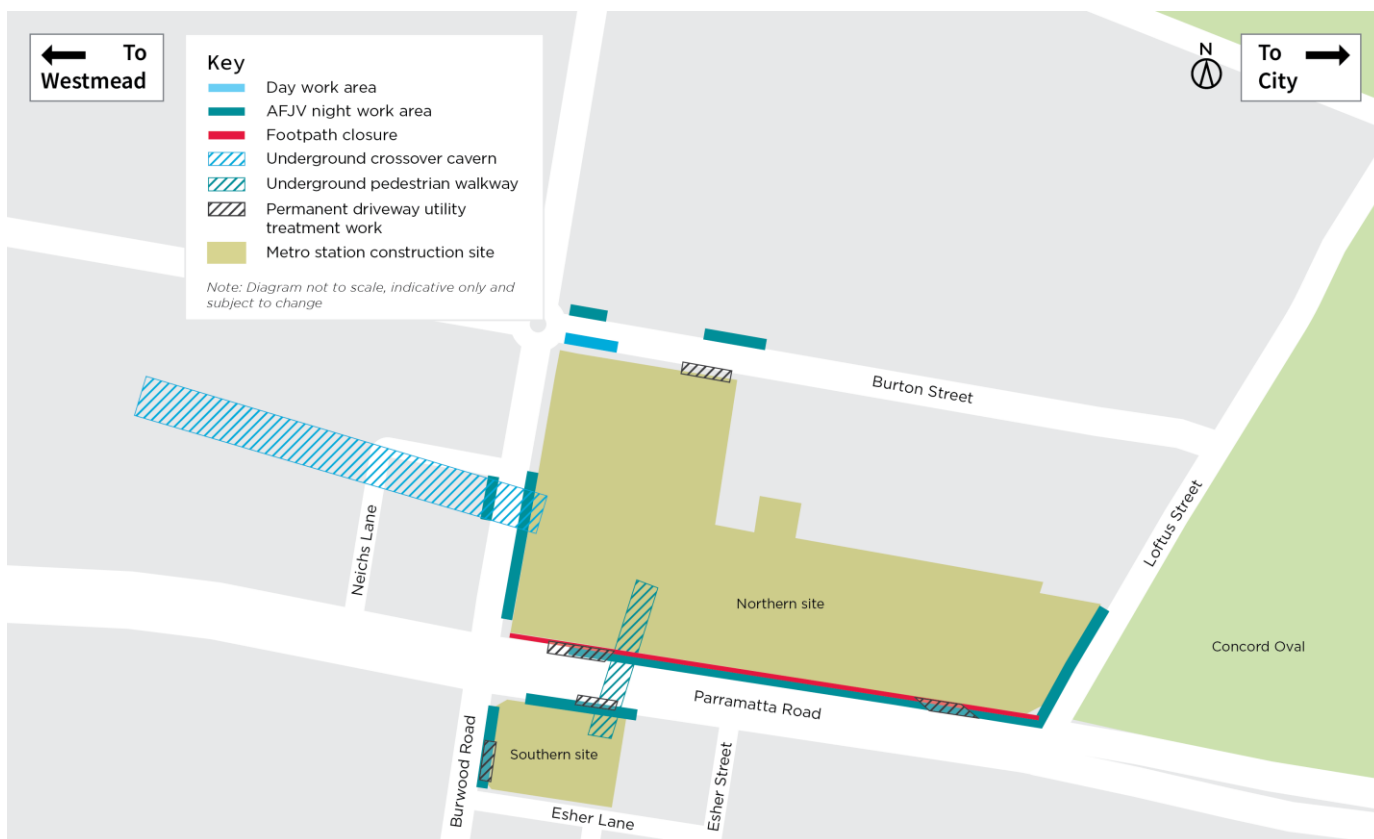 To
Westmead
Key
Day work area
AFJV night work area
Footpath closure
Underground crossover cavern
Underground pedestrian walkway
Permanent driveway utility
treatment work
Metro station construction site
Note: Diagram not to scale, indicative only and
subject to change
N
To
City
Burton Street
Loftus Street
Neichs Lane
Northern site
Concord Oval
Parramatta Road
Burwood Road
Southern site
Esher Street
Esher Lane